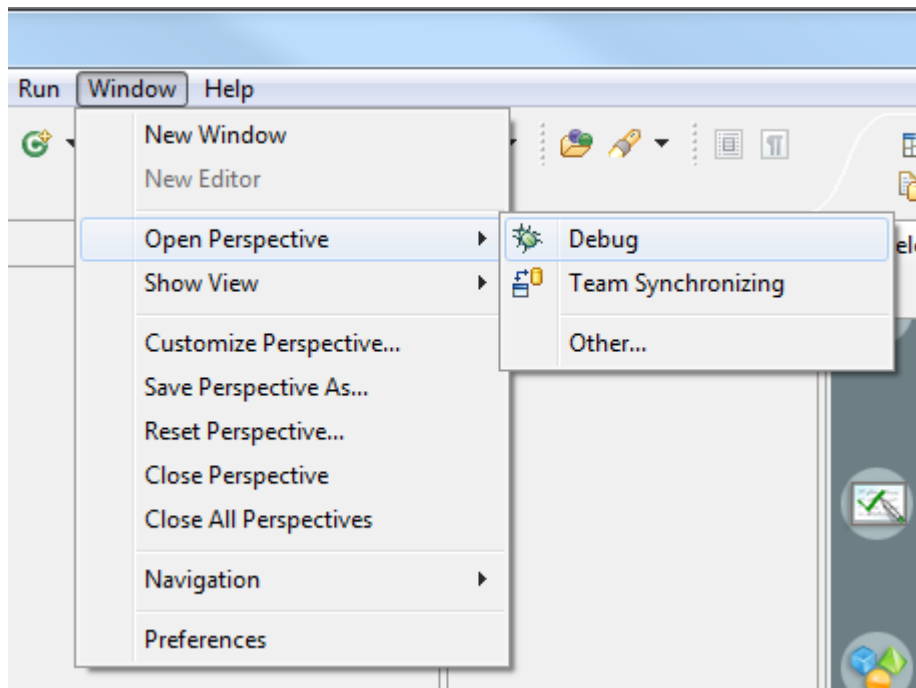 Run Window Help
New Window
New Editor
Open Perspective
Debug
Show View
Team Synchronizing
Customize Perspective...
Other...
Save Perspective As...
Reset Perspective...
Close Perspective
Close All Perspectives
Navigation
Preferences